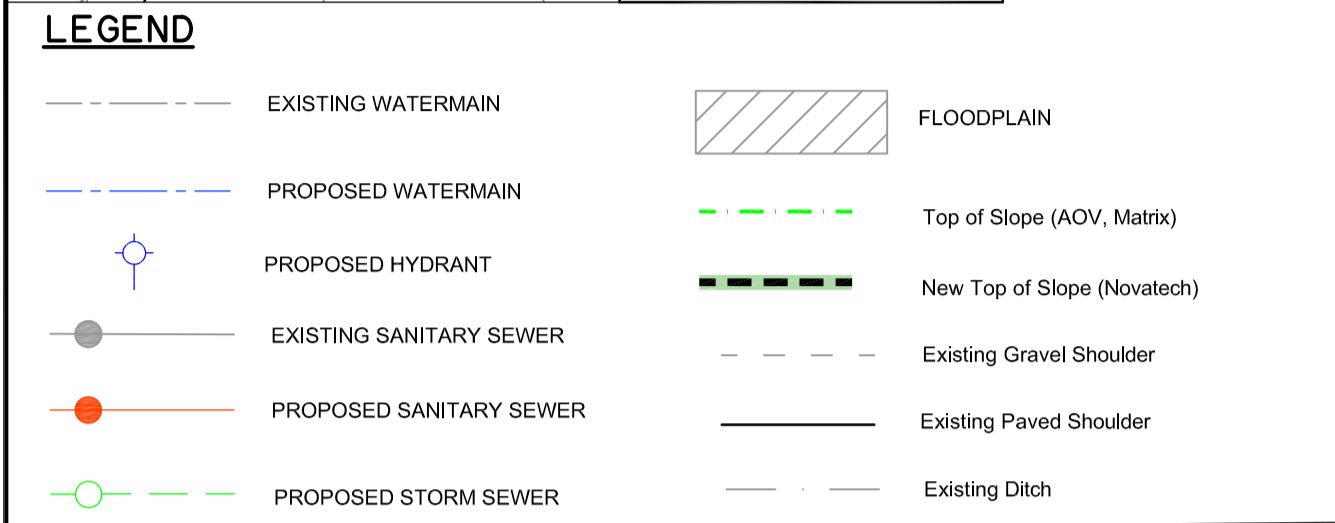 LEGEND
EXISTING WATERMAIN
PROPOSED WATERMAIN
PROPOSED HYDRANT
EXISTING SANITARY SEWER
PROPOSED SANITARY SEWER
PROPOSED STORM SEWER
FLOODPLAIN
Top of Slope (AOV, Matrix)
New Top of Slope (Novatech)
Existing Gravel Shoulder
Existing Paved Shoulder
Existing Ditch